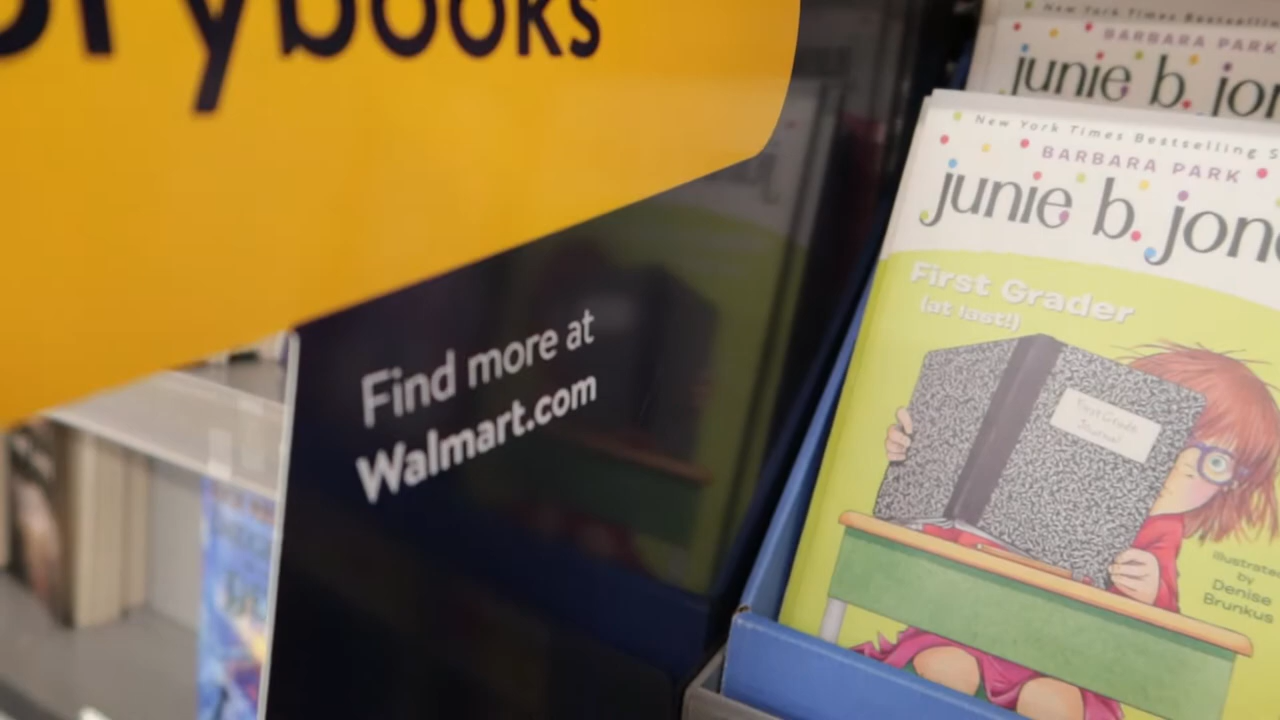 orybooks
Find more at
Walmart.com
New York Times Bestselling
BARBARA PARK
junie b. jon
New York Times Bestselling S
BARBARA PARK
junie b. jone
First Grader
(at last!)
First Grade
Journal
illustrated
by
Denise
Brunkus